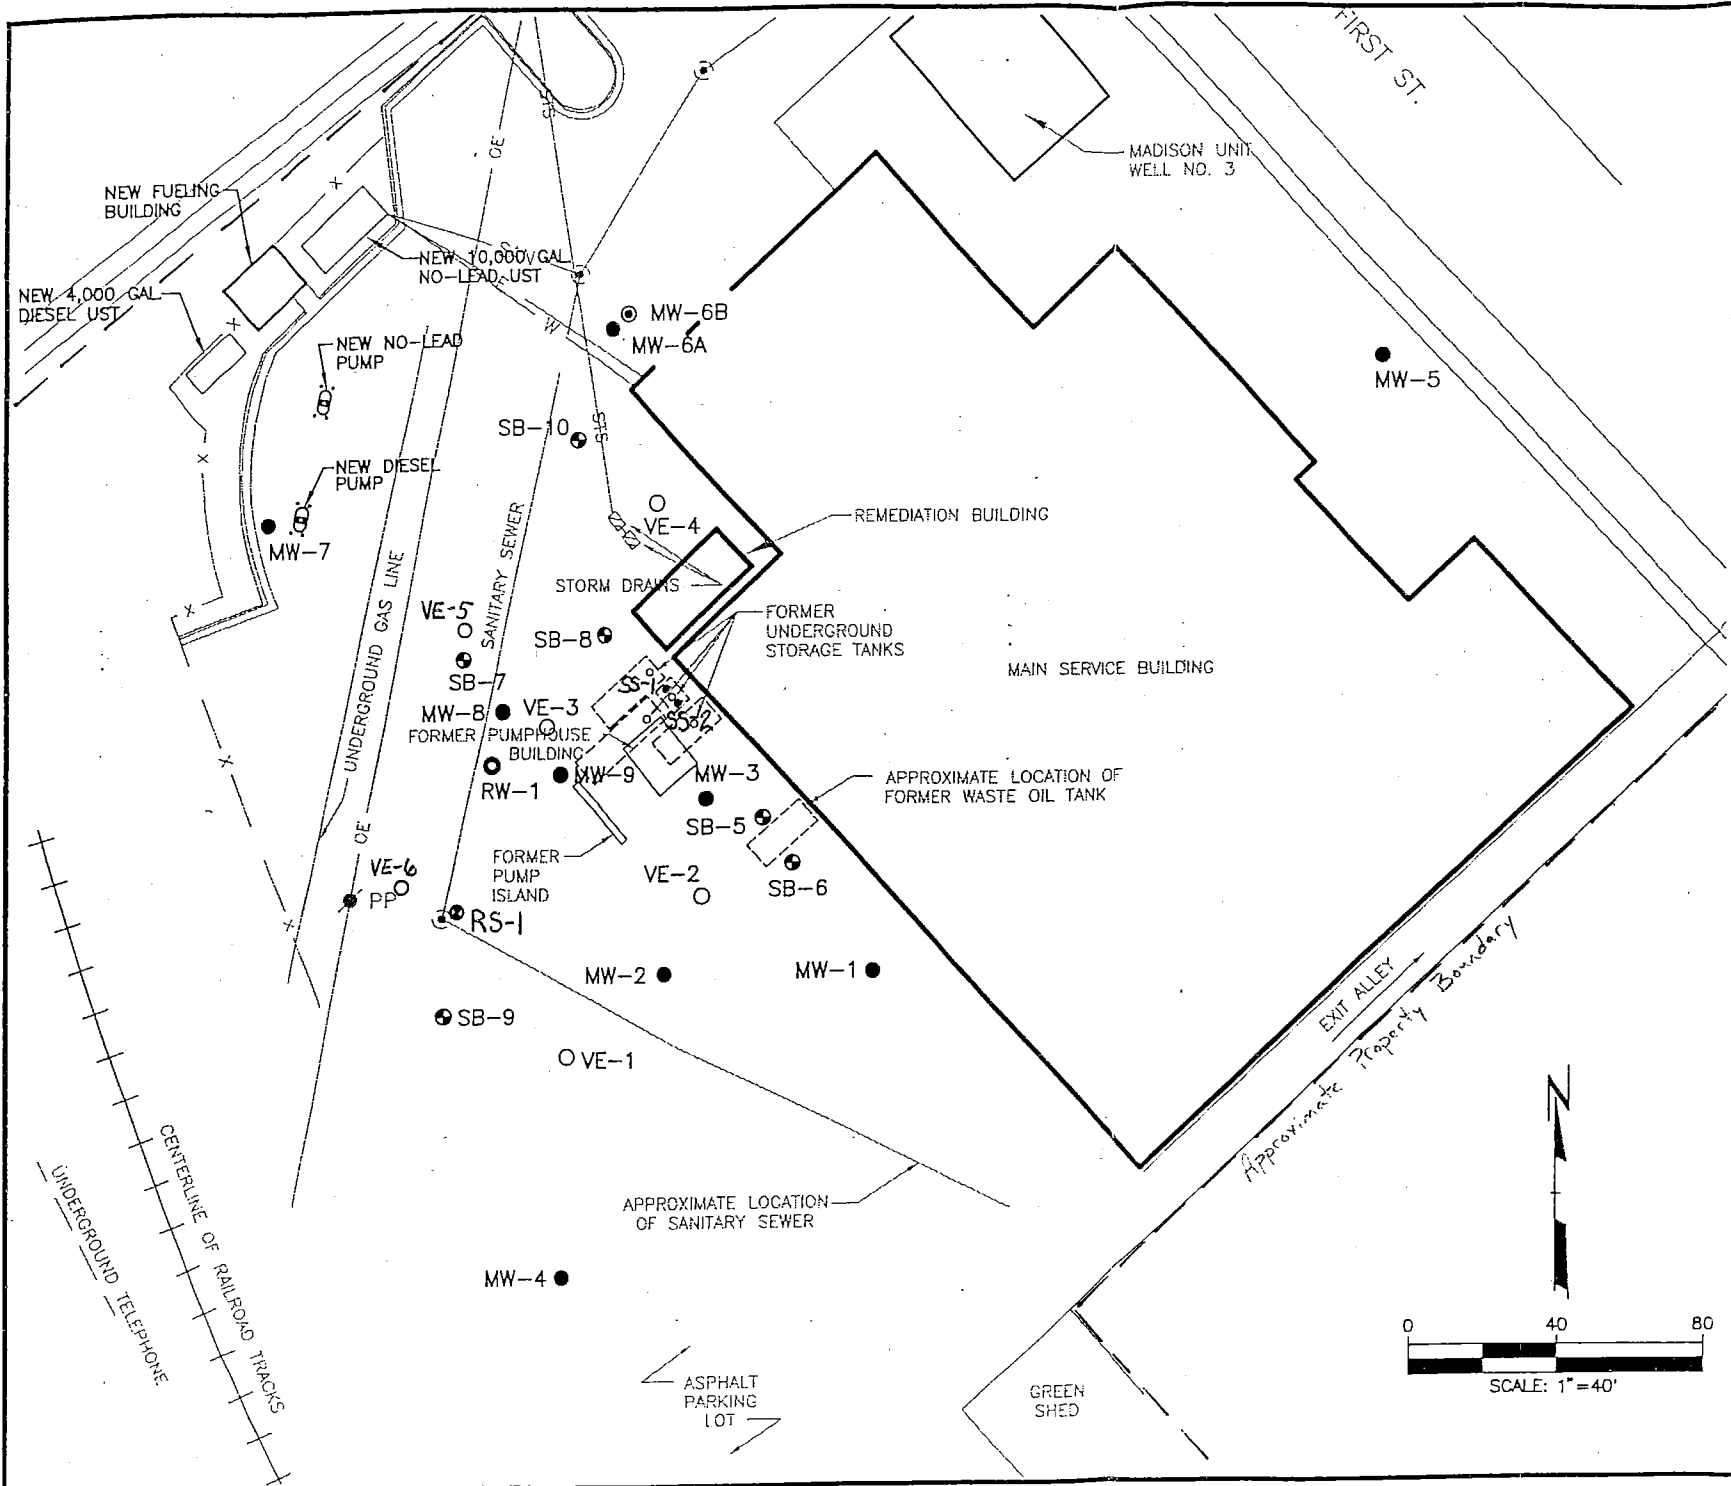 FIRST ST.
MADISON UNIT
WELL NO. 3
NEW FUELING
BUILDING
OE
STS
S
V
NEW 10,000 GAL
NO-LEAD UST
NEW 4,000 GAL
DIESEL UST
W
MW-6B
MW-6A
NEW NO-LEAD
PUMP
MW-5
SB-10
STS
NEW DIESEL
PUMP
MW-7
VE-4
REMEDIATION BUILDING
SANITARY SEWER
STORM DRAINS
UNDERGROUND GAS LINE
VE-5
SB-8
FORMER
UNDERGROUND
STORAGE TANKS
MAIN SERVICE BUILDING
SB-7
SS-1
SS-2
MW-8
VE-3
FORMER PUMPHOUSE
BUILDING
RW-1
MW-9
MW-3
APPROXIMATE LOCATION OF
FORMER WASTE OIL TANK
SB-5
OE
FORMER
PUMP
ISLAND
VE-6
PP
VE-2
SB-6
RS-1
MW-2
MW-1
SB-9
VE-1
EXIT ALLEY
Approximate Property Boundary
N
CENTERLINE OF RAILROAD TRACKS
UNDERGROUND TELEPHONE
APPROXIMATE LOCATION
OF SANITARY SEWER
MW-4
ASPHALT
PARKING
LOT
GREEN
SHED
0 40 80
SCALE: 1"=40'